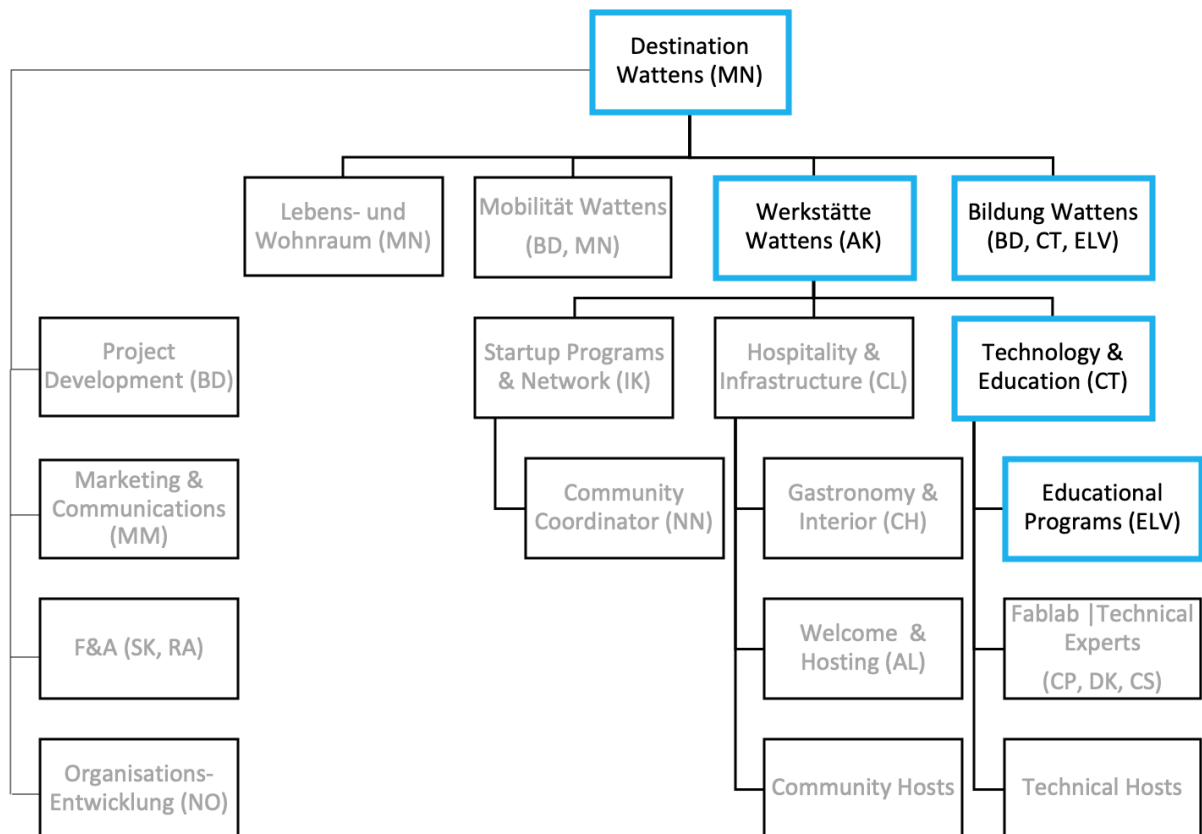 Destination
Wattens (MN)
Lebens- und
Wohnraum (MN)
Mobilität Wattens
(BD, MN)
Werkstätte
Wattens (AK)
Bildung Wattens
(BD, CT, ELV)
Project
Development (BD)
Startup Programs
& Network (IK)
Hospitality &
Infrastructure (CL)
Technology &
Education (CT)
Marketing &
Communications
(MM)
Community
Coordinator (NN)
Gastronomy &
Interior (CH)
Educational
Programs (ELV)
F&A (SK, RA)
Welcome & 
Hosting (AL)
Fablab |Technical
Experts
(CP, DK, CS)
Organisations-
Entwicklung (NO)
Community Hosts
Technical Hosts